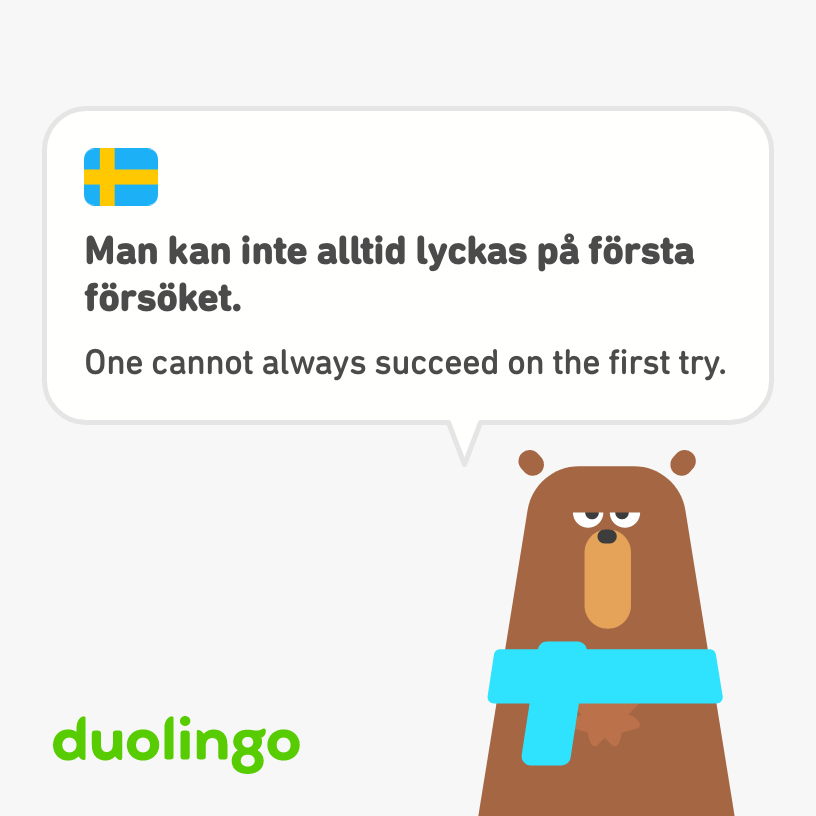 Man kan inte alltid lyckas på första
försöket.
One cannot always succeed on the first try.
duolingo